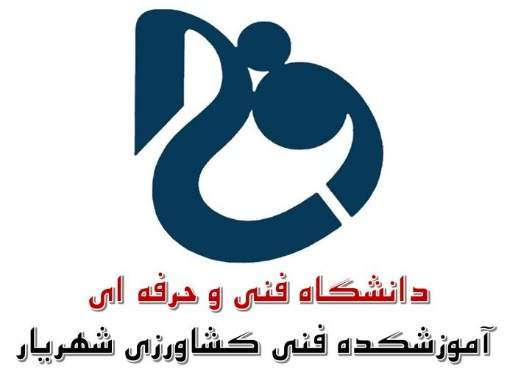 دانشگاه فنی و حرفه ای
آموزشکده فنی کشاورزی شهریار